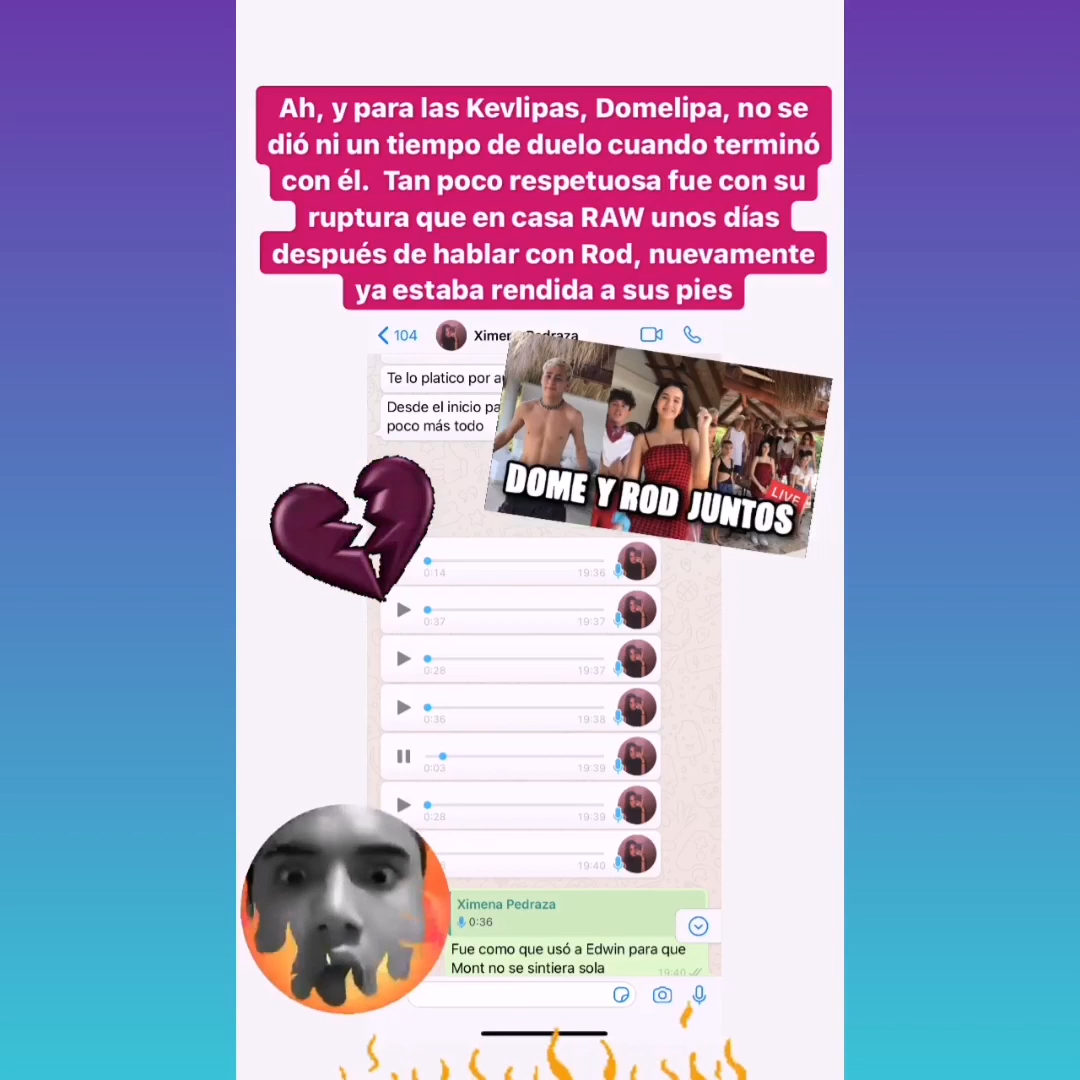 Ah, y para las Kevlipas, Domelipa, no se
dió ni un tiempo de duelo cuando terminó
con él. Tan poco respetuosa fue con su
ruptura que en casa RAW unos días
después de hablar con Rod, nuevamente
ya estaba rendida a sus pies
104
Ximena Pedraza
Te lo platico por
Desde el inicio
poco más todo
DOME Y ROD JUNTOS
LIVE
0:14 19:36
0:37 19:37
0:28 19:37
0:36 19:38
0:03 19:39
0:28 19:39
19:40
Ximena Pedraza
0:36
Fue como que usó a Edwin para que
Mont no se sintiera sola
19:40